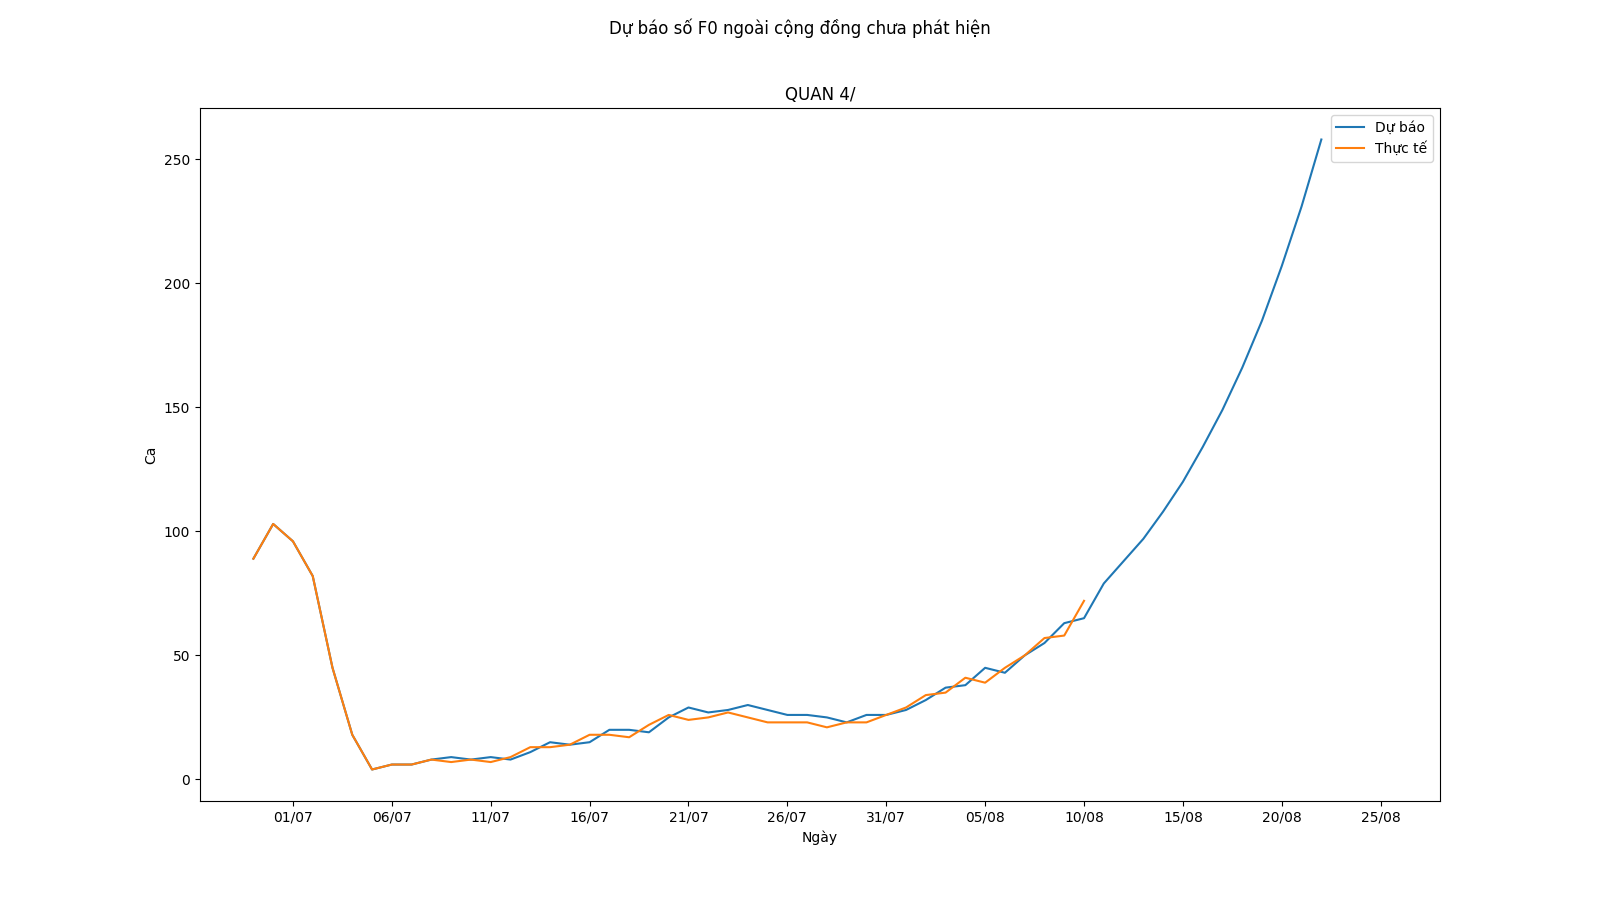 Dự báo số F0 ngoài cộng đồng chưa phát hiện
QUAN 4/
Dự báo
Thực tế
250
200
150
100
50
0
Ca
01/07 06/07 11/07 16/07 21/07 26/07 31/07 05/08 10/08 15/08 20/08 25/08
Ngày